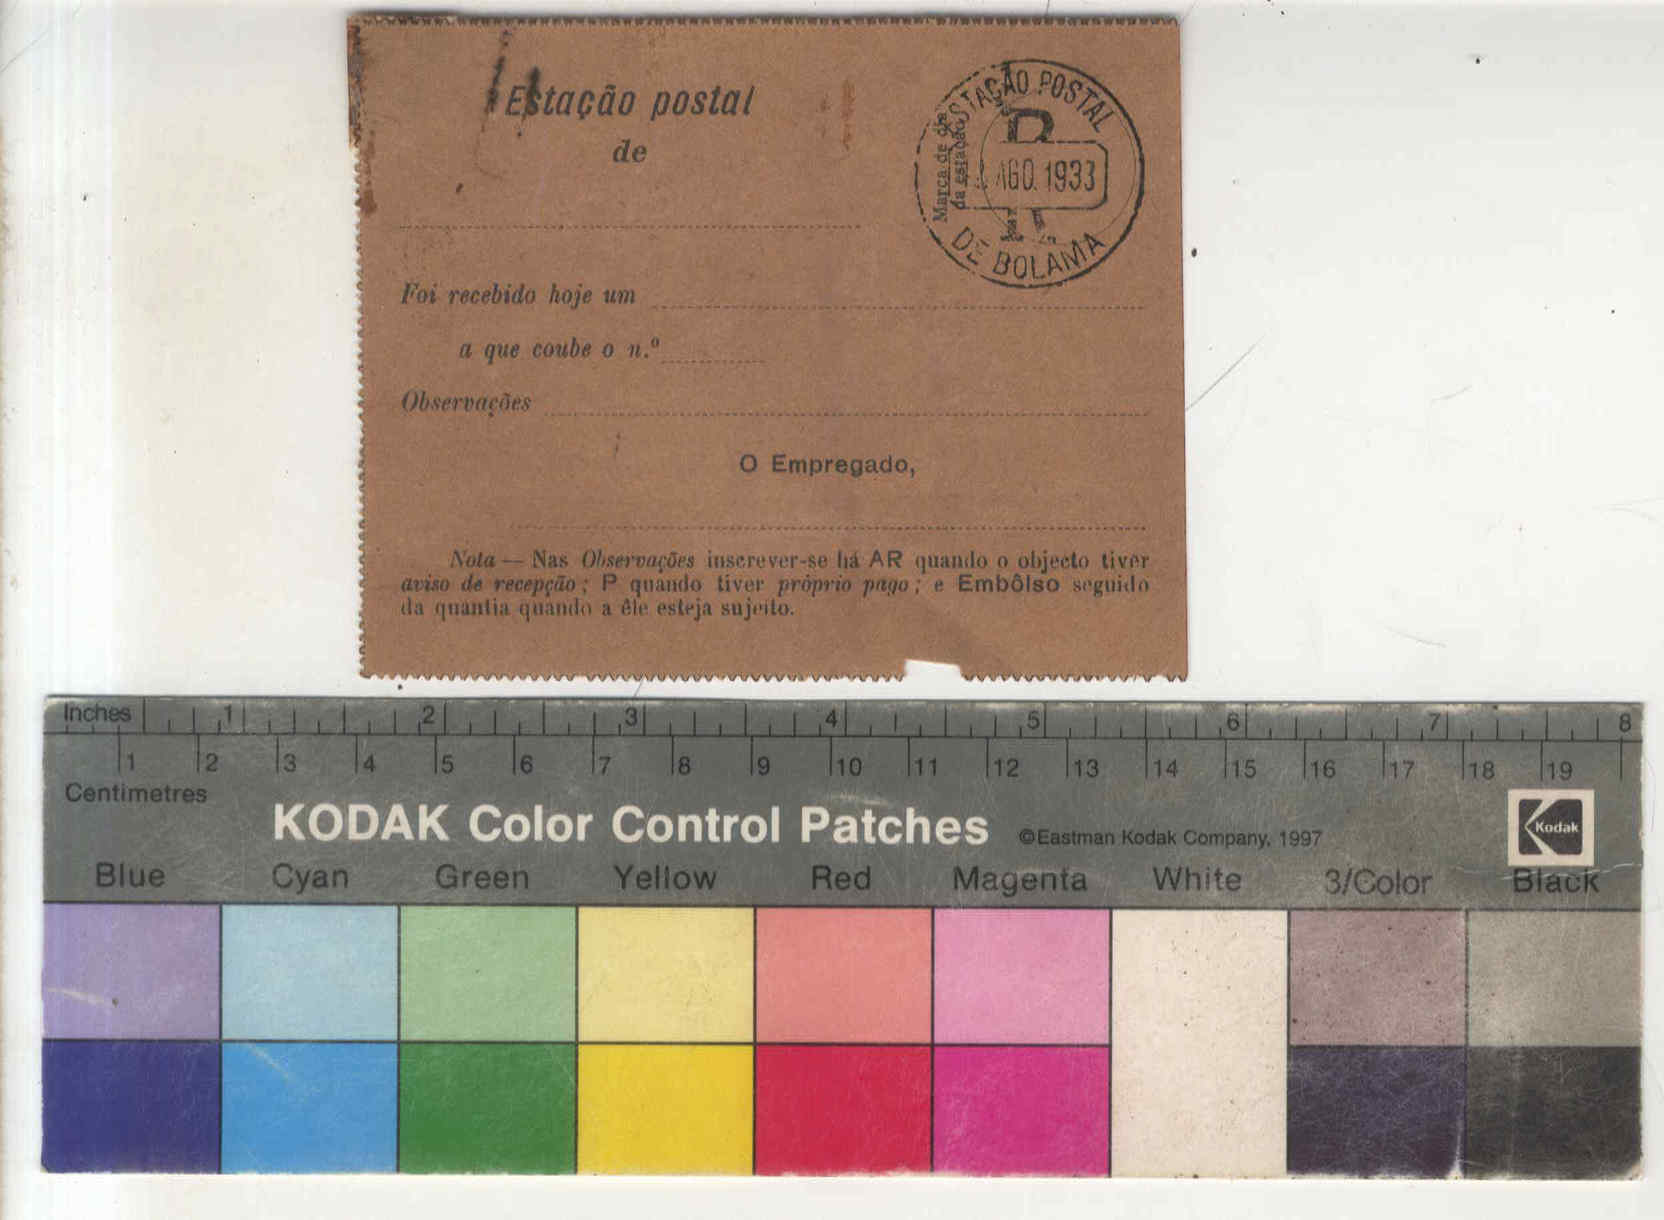 Estação postal
de
ESTAÇÃO POSTAL
R
Marca de dia
da estação
AGO. 1933
DE BOLAMA
Foi recebido hoje um
a que coube o n.º
Observações
O Empregado,
Nota — Nas Observações inscrever-se há AR quando o objecto tiver
aviso de recepção; P quando tiver próprio pago; e Embôlso seguido
da quantia quando a êle esteja sujeito.
Inches 1 2 3 4 5 6 7 8
1 2 3 4 5 6 7 8 9 10 11 12 13 14 15 16 17 18 19
Centimetres
KODAK Color Control Patches ©Eastman Kodak Company, 1997 Kodak
Blue Cyan Green Yellow Red Magenta White 3/Color Black